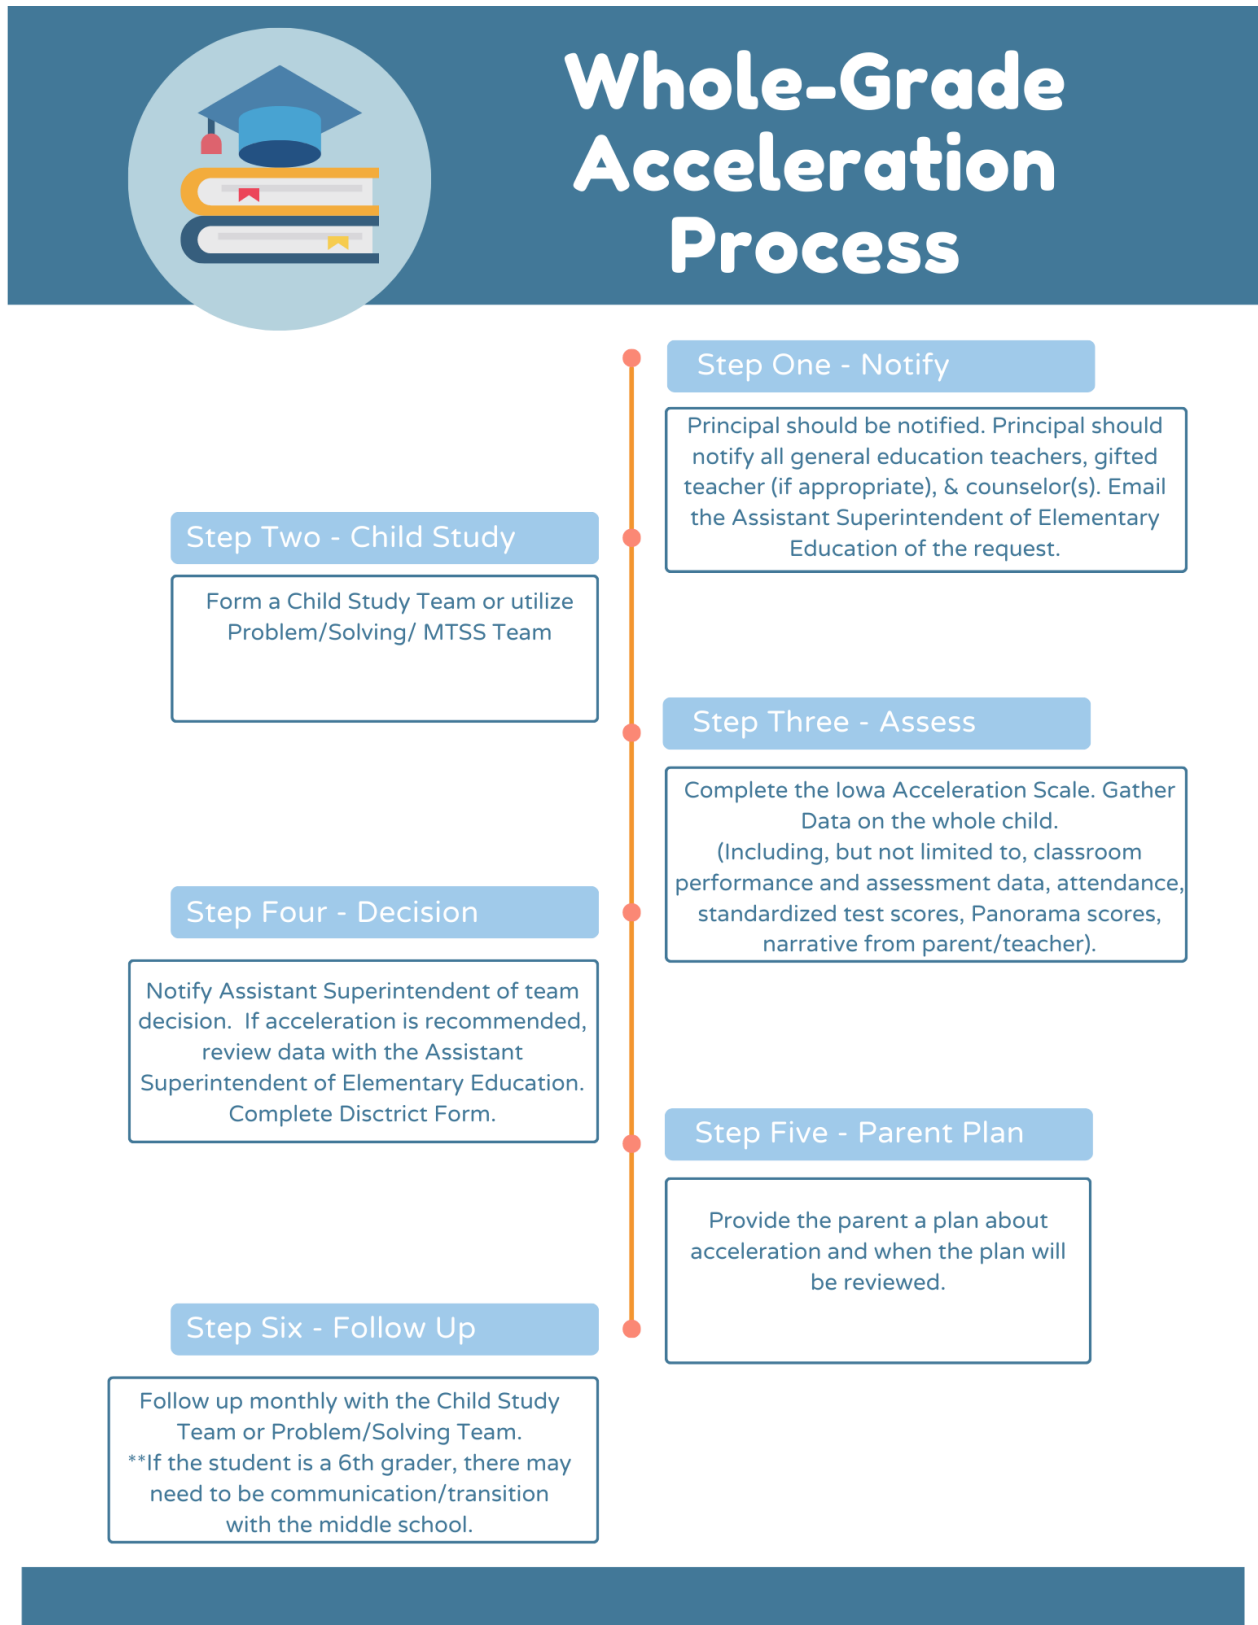 Whole-Grade
Acceleration
Process
Step One - Notify
Principal should be notified. Principal should
notify all general education teachers, gifted
teacher (if appropriate), & counselor(s). Email
the Assistant Superintendent of Elementary
Education of the request.
Step Two - Child Study
Form a Child Study Team or utilize
Problem/Solving/ MTSS Team
Step Three - Assess
Complete the Iowa Acceleration Scale. Gather
Data on the whole child.
(Including, but not limited to, classroom
performance and assessment data, attendance,
standardized test scores, Panorama scores,
narrative from parent/teacher).
Step Four - Decision
Notify Assistant Superintendent of team
decision.  If acceleration is recommended,
review data with the Assistant
Superintendent of Elementary Education.
Complete Disctrict Form.
Step Five - Parent Plan
Provide the parent a plan about
acceleration and when the plan will
be reviewed.
Step Six - Follow Up
Follow up monthly with the Child Study
Team or Problem/Solving Team.
**If the student is a 6th grader, there may
need to be communication/transition
with the middle school.